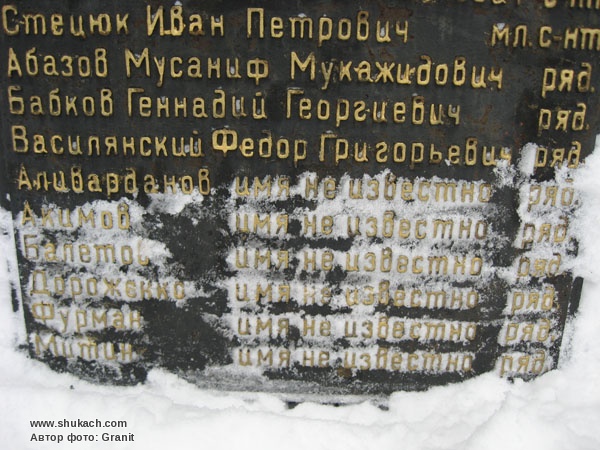 Стецюк Иван Петрович мл.с-нт
Абазов Мусаниф Мукажидович ряд.
Бабков Геннадий Георгиевич ряд.
Василянский Федор Григорьевич ряд.
Аливарданов имя не известно ряд.
Акимов имя не известно ряд.
Балетов имя не известно ряд.
Дороженко имя не известно ряд.
Фурман имя не известно ряд.
Митин имя не известно ряд.
www.shukach.com
Автор фото: Granit